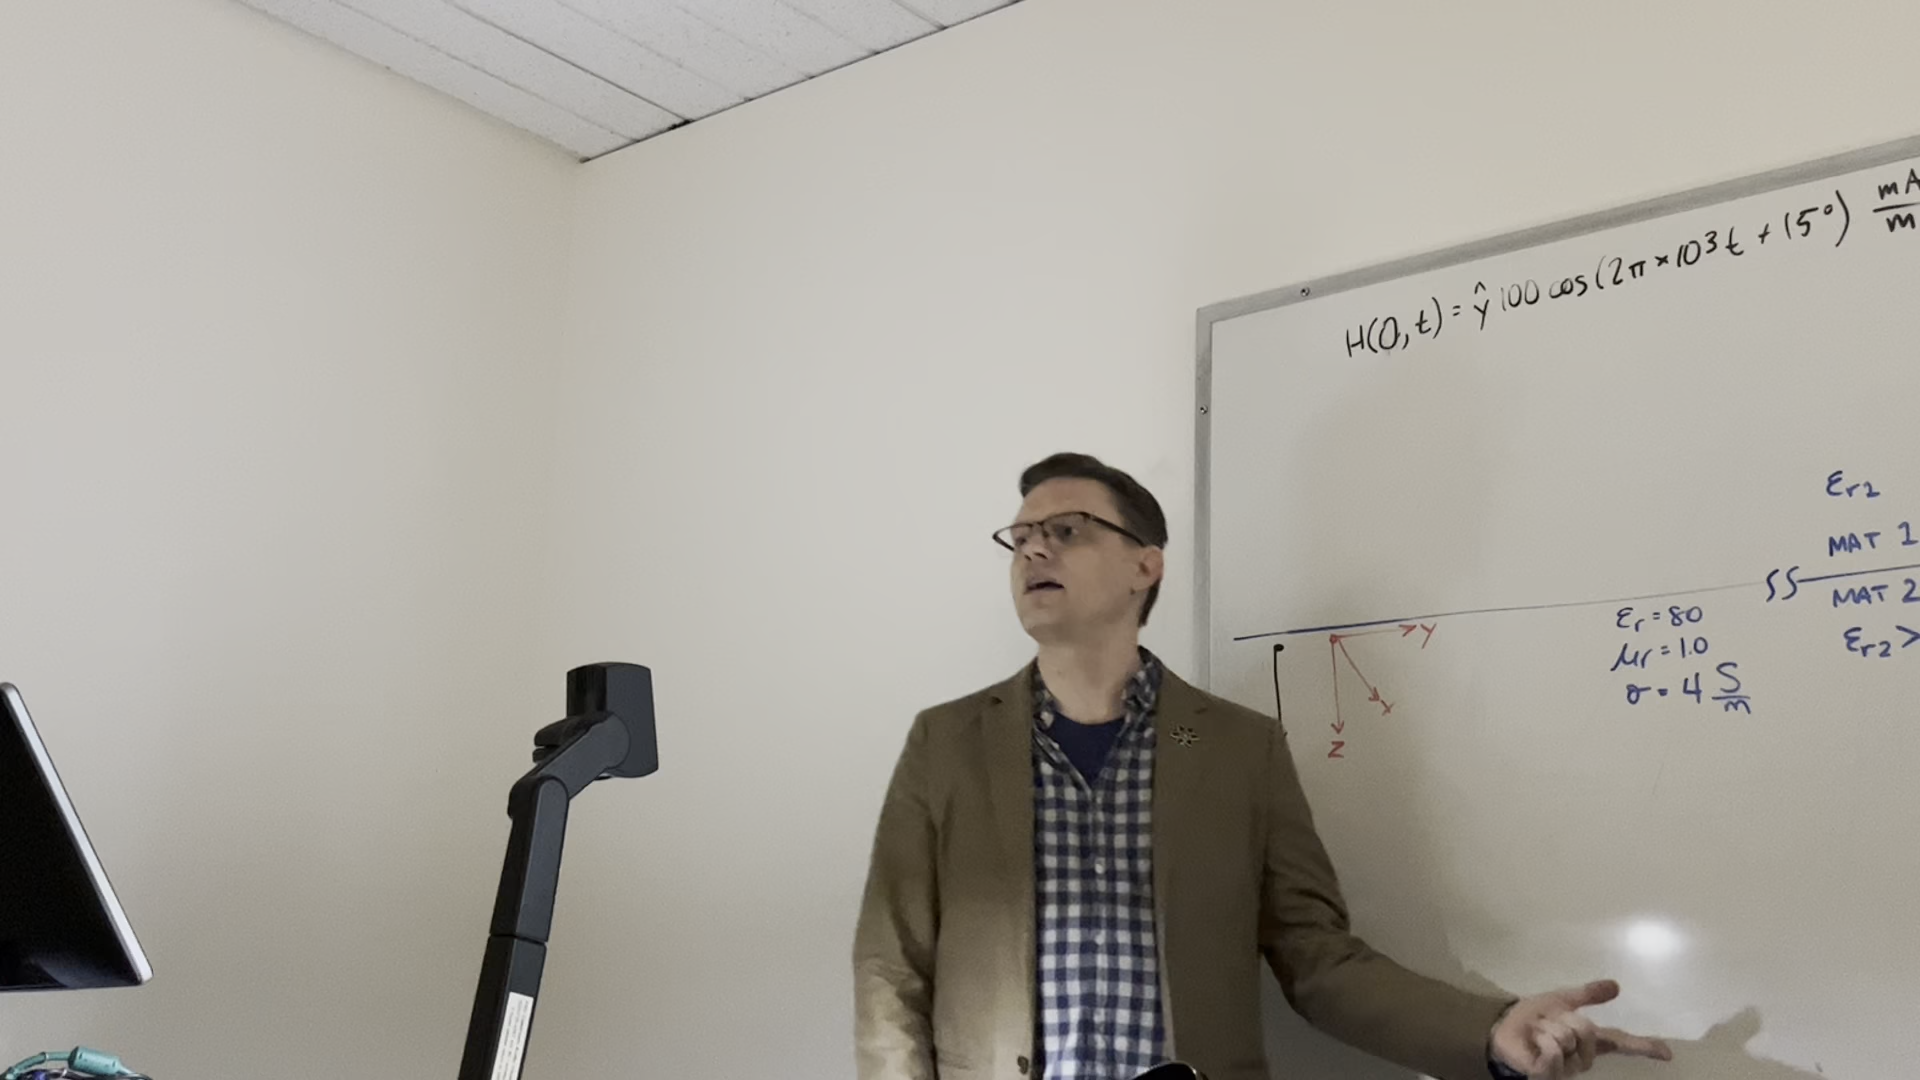 H(0,t) = ŷ 100 cos(2π×10³t + 15°) mA/m
εr2
MAT 1
SS
MAT 2
εr2 >
Y
X
Z
εr = 80
μr = 1.0
σ = 4 S/m